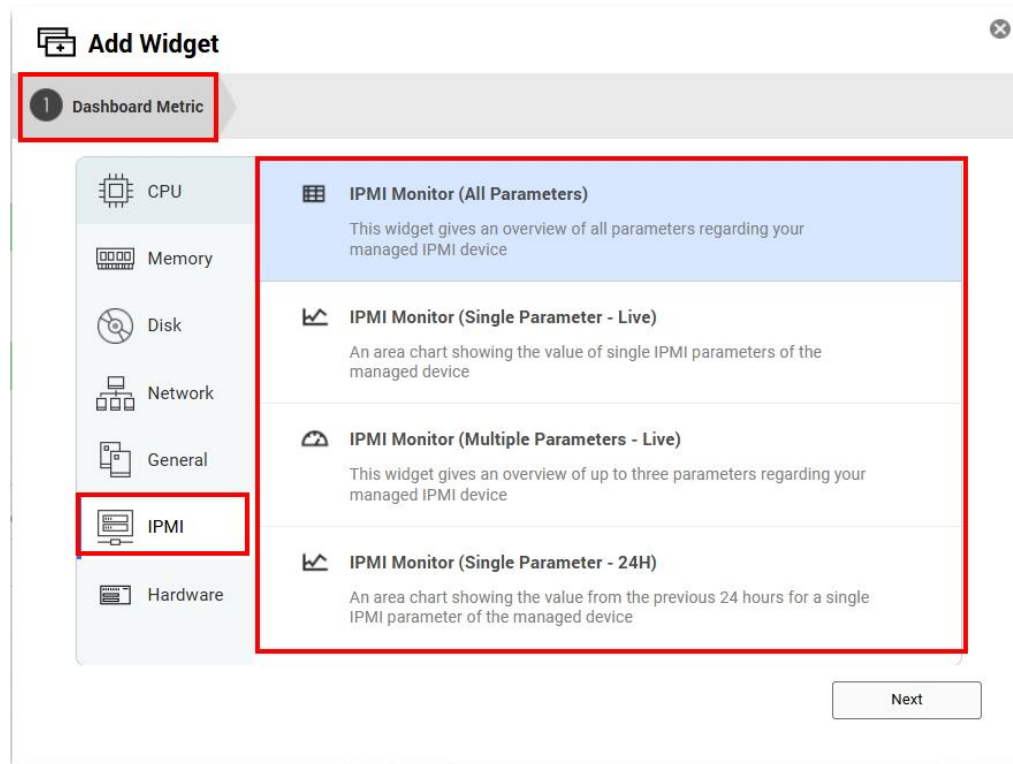 Add Widget
1 Dashboard Metric
CPU
Memory
Disk
Network
General
IPMI
Hardware
IPMI Monitor (All Parameters)
This widget gives an overview of all parameters regarding your
managed IPMI device
IPMI Monitor (Single Parameter - Live)
An area chart showing the value of single IPMI parameters of the
managed device
IPMI Monitor (Multiple Parameters - Live)
This widget gives an overview of up to three parameters regarding your
managed IPMI device
IPMI Monitor (Single Parameter - 24H)
An area chart showing the value from the previous 24 hours for a single
IPMI parameter of the managed device
Next